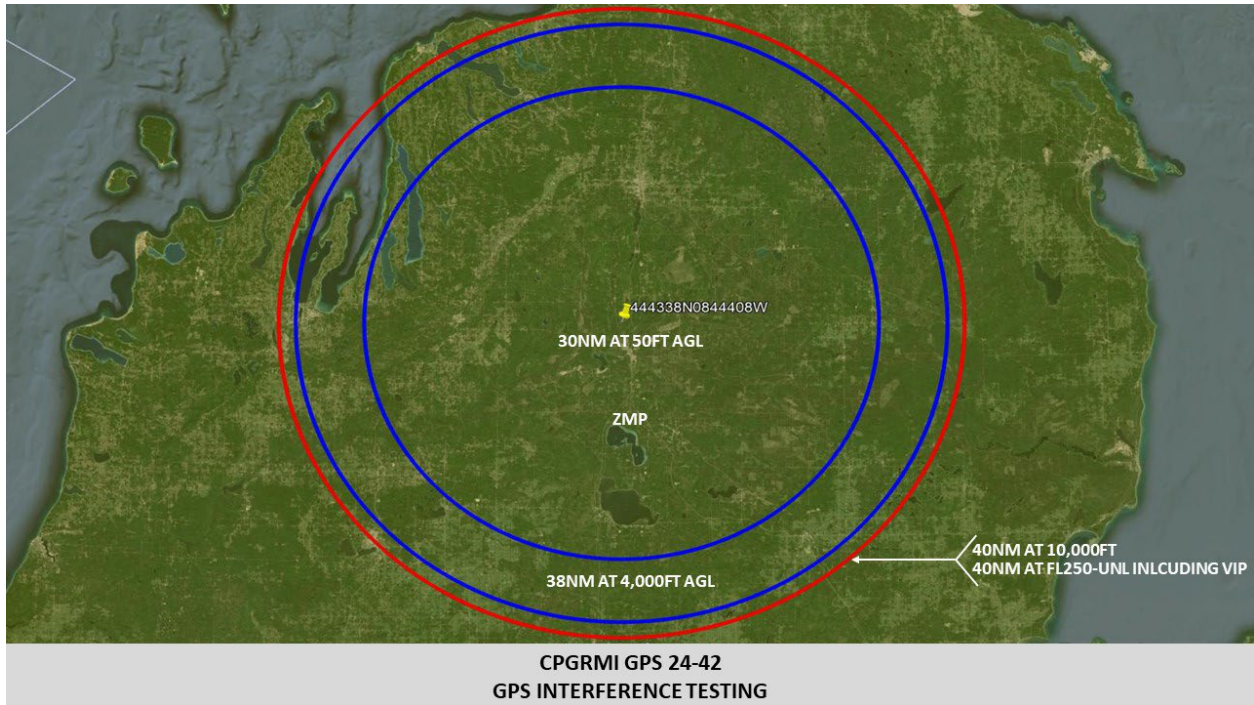 444338N0844408W
30NM AT 50FT AGL
ZMP
40NM AT 10,000FT
40NM AT FL250-UNL INLCUDING VIP
38NM AT 4,000FT AGL
CPGRMI GPS 24-42
GPS INTERFERENCE TESTING